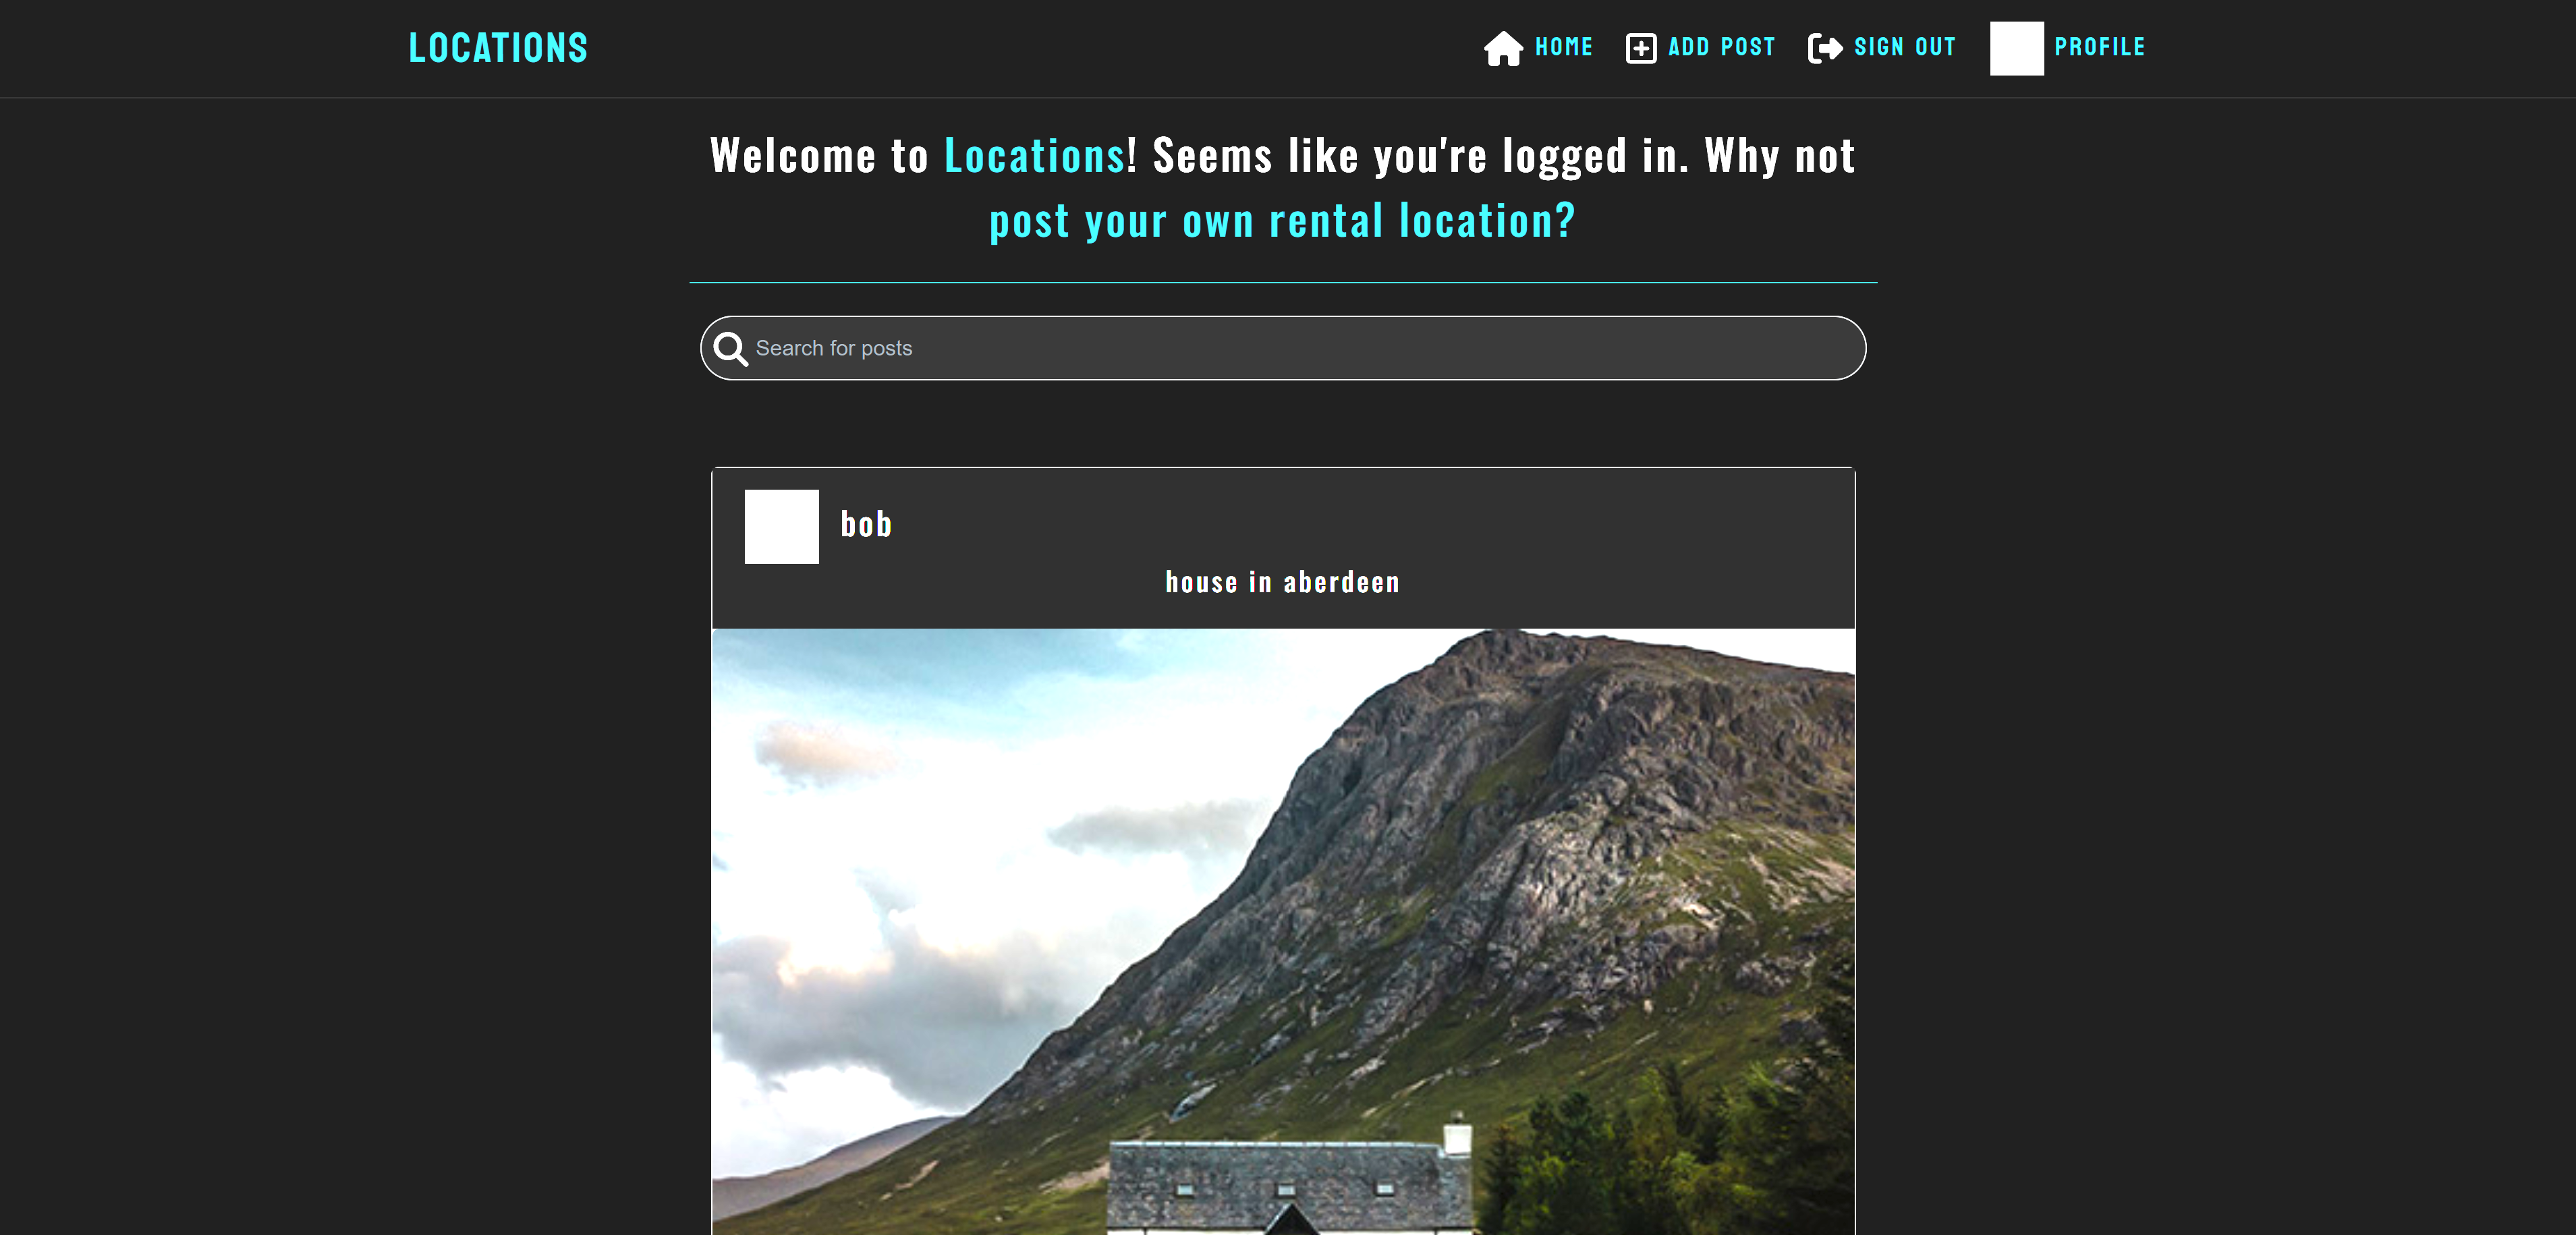 LOCATIONS
HOME ADD POST SIGN OUT PROFILE
Welcome to Locations! Seems like you're logged in. Why not
post your own rental location?
Search for posts
bob
house in aberdeen